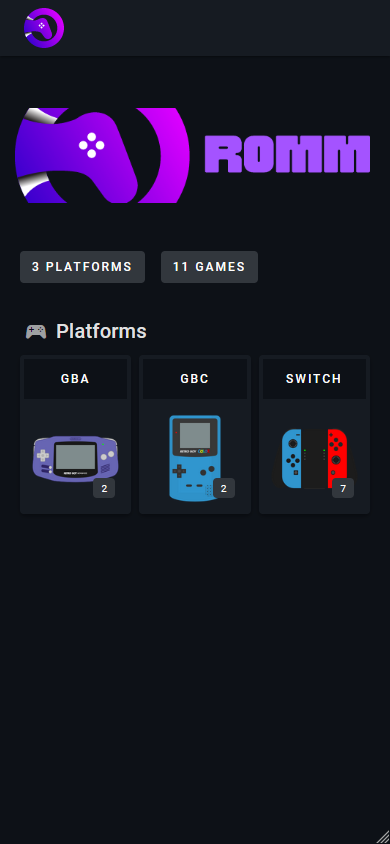 ROMM
3 PLATFORMS 11 GAMES
Platforms
GBA GBC SWITCH
2 2 7